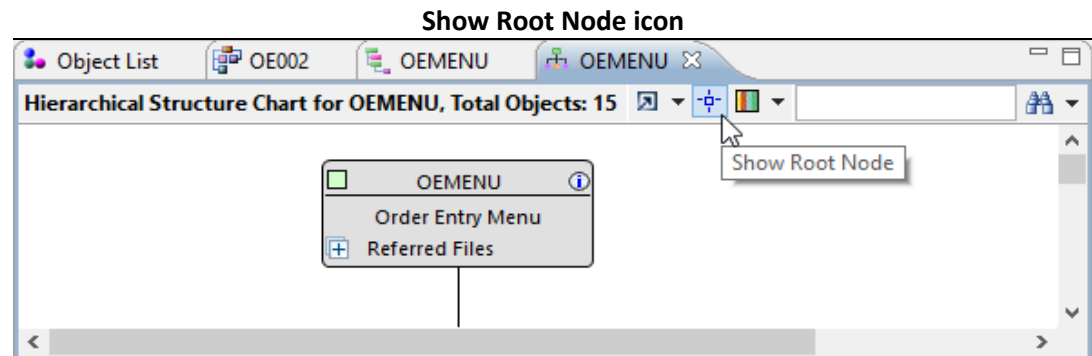 Show Root Node icon
Object List OE002 OEMENU OEMENU
Hierarchical Structure Chart for OEMENU, Total Objects: 15
Show Root Node
OEMENU
Order Entry Menu
Referred Files